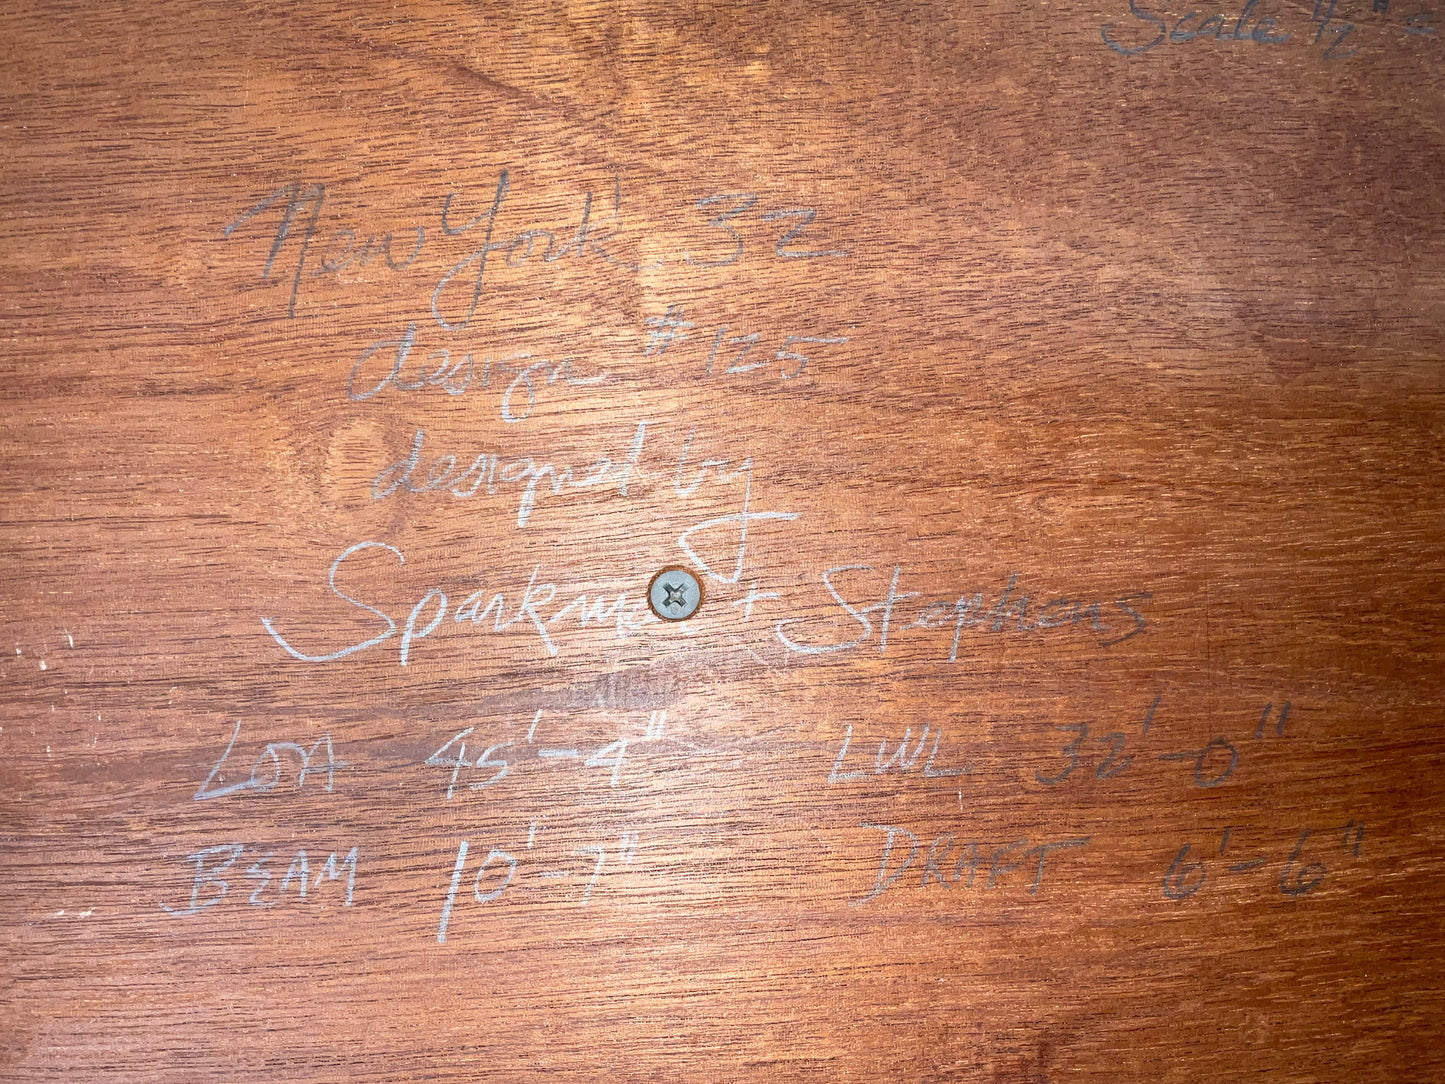 Scale 1/2" =
New York 32
design #125
designed by
Sparkman + Stephens
LOA 45'-4" LWL 32'-0"
BEAM 10'-7" DRAFT 6'-6"